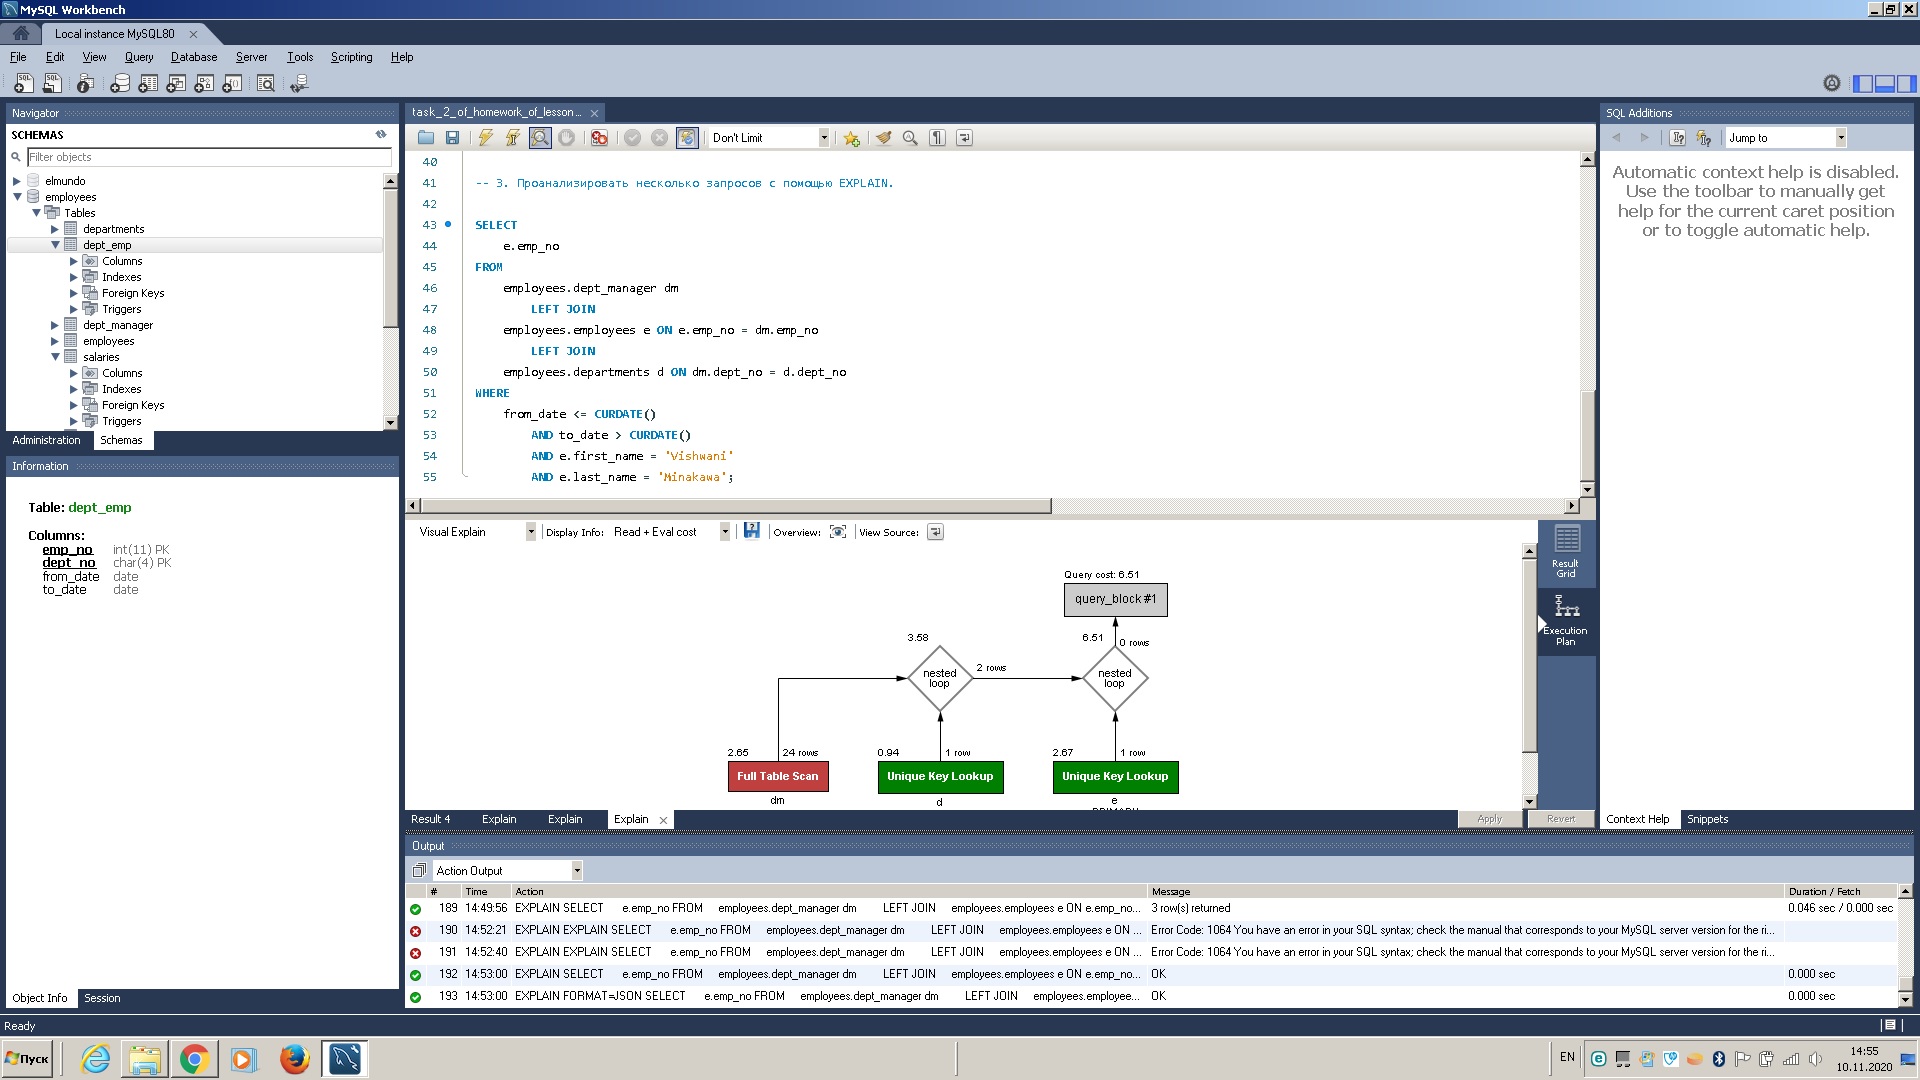 MySQL Workbench
Local instance MySQL80
File Edit View Query Database Server Tools Scripting Help
Navigator
SCHEMAS
Filter objects
elmundo
employees
Tables
departments
dept_emp
Columns
Indexes
Foreign Keys
Triggers
dept_manager
employees
salaries
Columns
Indexes
Foreign Keys
Triggers
Administration Schemas
Information
Table: dept_emp
Columns:
emp_no int(11) PK
dept_no char(4) PK
from_date date
to_date date
Object Info Session
task_2_of_homework_of_lesson...
Don't Limit
40
41 -- 3. Проанализировать несколько запросов с помощью EXPLAIN.
42
43 SELECT
44 e.emp_no
45 FROM
46 employees.dept_manager dm
47 LEFT JOIN
48 employees.employees e ON e.emp_no = dm.emp_no
49 LEFT JOIN
50 employees.departments d ON dm.dept_no = d.dept_no
51 WHERE
52 from_date <= CURDATE()
53 AND to_date > CURDATE()
54 AND e.first_name = 'Vishwani'
55 AND e.last_name = 'Minakawa';
Visual Explain Display Info: Read + Eval cost Overview: View Source:
Query cost: 6.51
query_block #1
3.58 6.51 0 rows
nested loop 2 rows nested loop
2.65 24 rows 0.94 1 row 2.67 1 row
Full Table Scan Unique Key Lookup Unique Key Lookup
dm d e
Result Grid
Execution Plan
Result 4 Explain Explain Explain Apply Revert
SQL Additions
Jump to
Automatic context help is disabled.
Use the toolbar to manually get
help for the current caret position
or to toggle automatic help.
Context Help Snippets
Output
Action Output
# Time Action Message Duration / Fetch
189 14:49:56 EXPLAIN SELECT e.emp_no FROM employees.dept_manager dm LEFT JOIN employees.employees e ON e.emp_no... 3 row(s) returned 0.046 sec / 0.000 sec
190 14:52:21 EXPLAIN EXPLAIN SELECT e.emp_no FROM employees.dept_manager dm LEFT JOIN employees.employees e ON ... Error Code: 1064 You have an error in your SQL syntax; check the manual that corresponds to your MySQL server version for the ri...
191 14:52:40 EXPLAIN EXPLAIN SELECT e.emp_no FROM employees.dept_manager dm LEFT JOIN employees.employees e ON ... Error Code: 1064 You have an error in your SQL syntax; check the manual that corresponds to your MySQL server version for the ri...
192 14:53:00 EXPLAIN SELECT e.emp_no FROM employees.dept_manager dm LEFT JOIN employees.employees e ON e.emp_no... OK 0.000 sec
193 14:53:00 EXPLAIN FORMAT=JSON SELECT e.emp_no FROM employees.dept_manager dm LEFT JOIN employees.employee... OK 0.000 sec
Ready
Пуск EN 14:55
10.11.2020